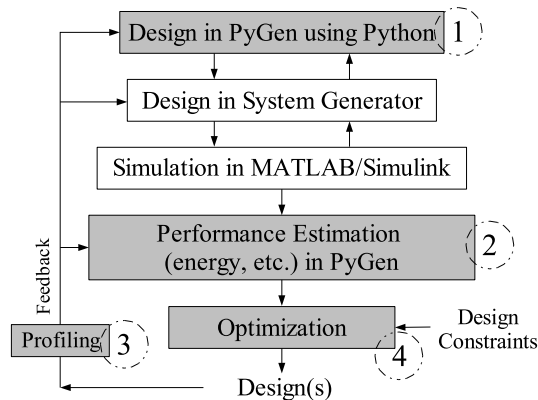 Design in PyGen using Python
1
Design in System Generator
Simulation in MATLAB/Simulink
Performance Estimation
(energy, etc.) in PyGen
2
Feedback
Optimization
Design
Constraints
Profiling
3
4
Design(s)